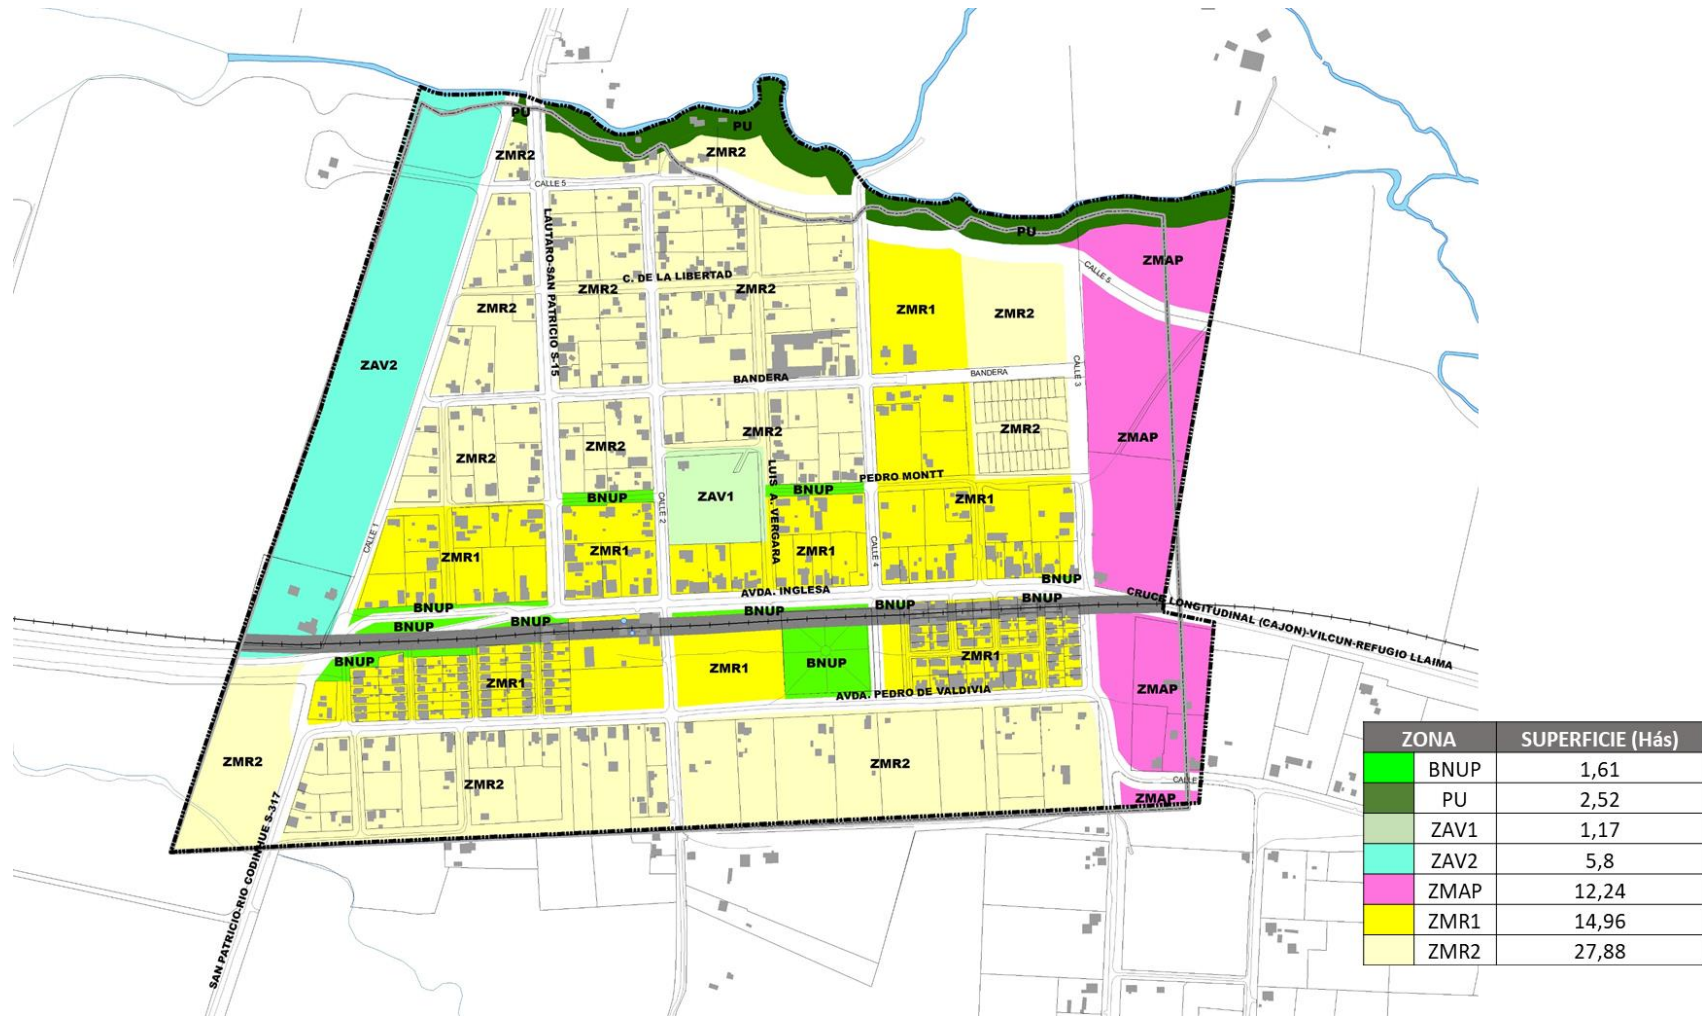 PU
PU
ZMR2
ZMR2
CALLE 5
LAUTARO-SAN PATRICIO S-15
PU
ZMAP
CALLE 5
C. DE LA LIBERTAD
ZMR2
ZMR2
ZMR2
ZMR1
ZMR2
ZAV2
BANDERA
BANDERA
CALLE 3
ZMR2
ZMR2
ZMR2
ZMR2
ZMAP
LUIS A. VERGARA
PEDRO MONTT
BNUP
ZAV1
BNUP
ZMR1
CALLE 2
CALLE 1
ZMR1
ZMR1
ZMR1
CALLE 4
BNUP
AVDA. INGLESA
CRUCE LONGITUDINAL (CAJON)-VILCUN-REFUGIO LLAIMA
BNUP
BNUP
BNUP
BNUP
BNUP
BNUP
BNUP
BNUP
ZMR1
ZMR1
ZMR1
ZMAP
AVDA. PEDRO DE VALDIVIA
ZMR2
ZMR2
ZMR2
CALLE
ZMAP
SAN PATRICIO-RIO CODINHUE S-317
ZONA SUPERFICIE (Hás)
BNUP 1,61
PU 2,52
ZAV1 1,17
ZAV2 5,8
ZMAP 12,24
ZMR1 14,96
ZMR2 27,88